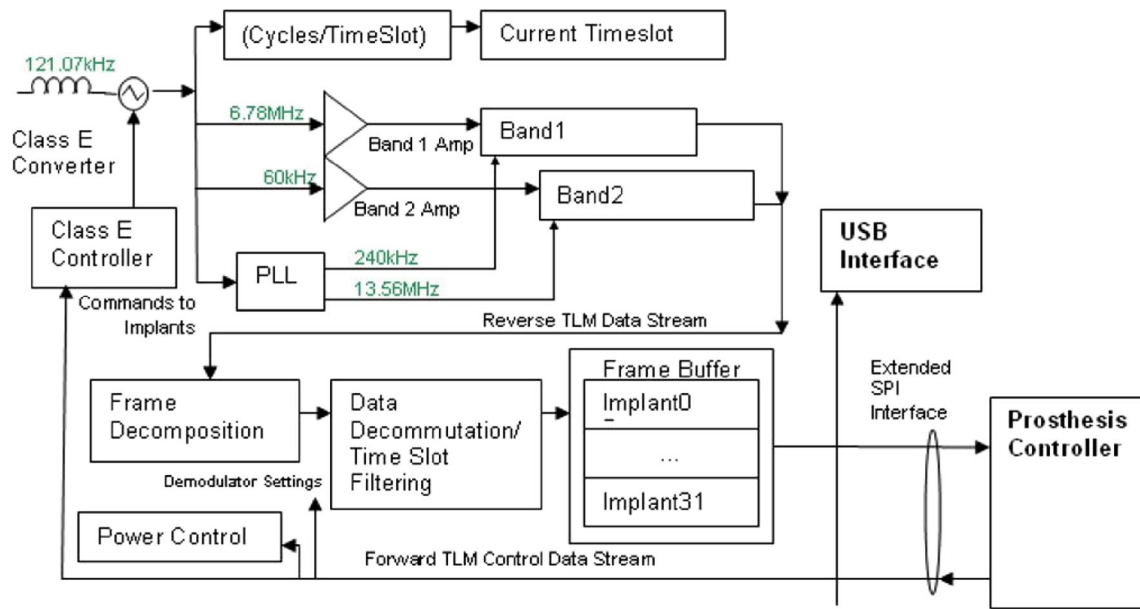 (Cycles/TimeSlot)
Current Timeslot
121.07kHz
6.78MHz
Band1
Class E
Converter
Band 1 Amp
60kHz
Band2
Band 2 Amp
Class E
Controller
USB
Interface
240kHz
PLL
13.56MHz
Commands to
Implants
Reverse TLM Data Stream
Frame Buffer
Extended
SPI
Interface
Frame
Decomposition
Data
Decommutation/
Time Slot
Filtering
Implant0
...
Implant31
Prosthesis
Controller
Demodulator Settings
Power Control
Forward TLM Control Data Stream